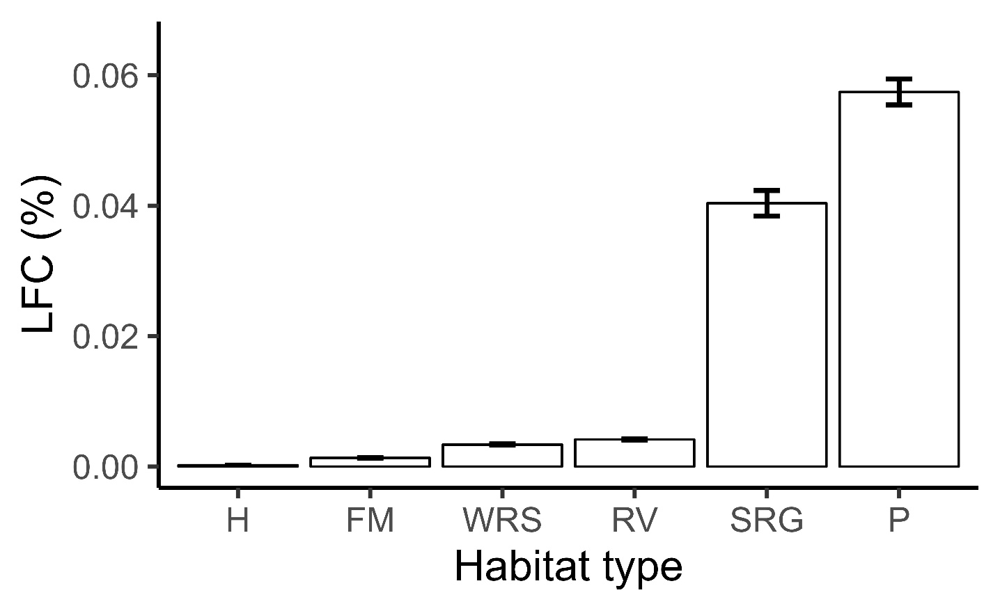 LFC (%)
0.06
0.04
0.02
0.00
H FM WRS RV SRG P
Habitat type